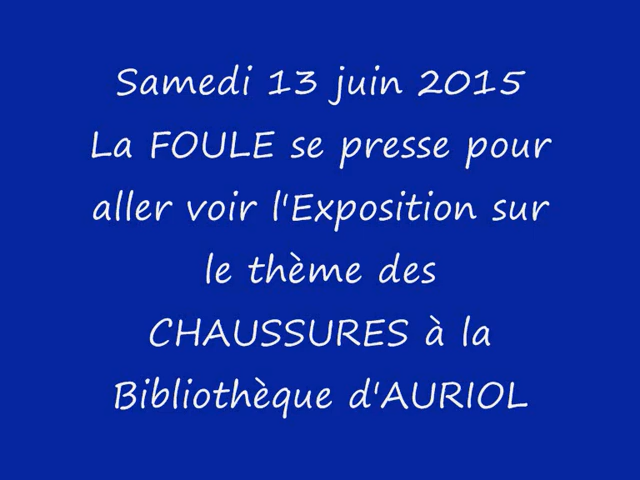 Samedi 13 juin 2015
La FOULE se presse pour
aller voir l'Exposition sur
le thème des
CHAUSSURES à la
Bibliothèque d'AURIOL